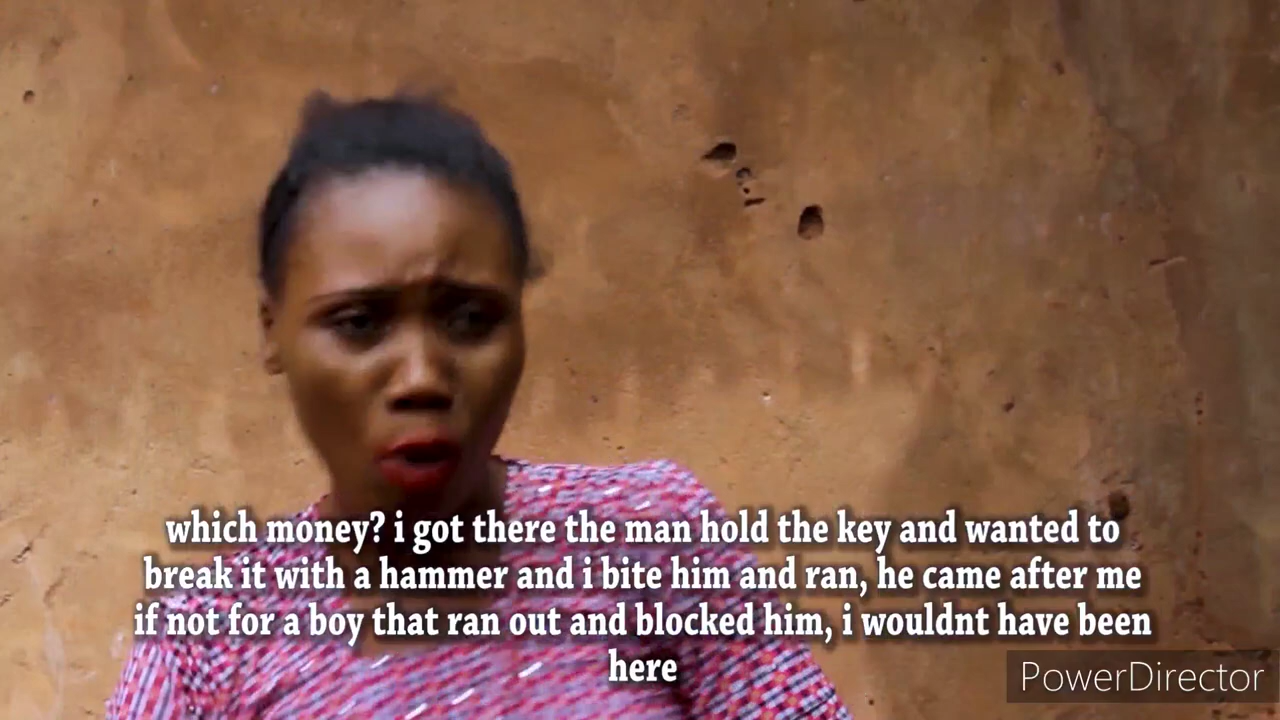 which money? i got there the man hold the key and wanted to
break it with a hammer and i bite him and ran, he came after me
if not for a boy that ran out and blocked him, i wouldnt have been
here
PowerDirector